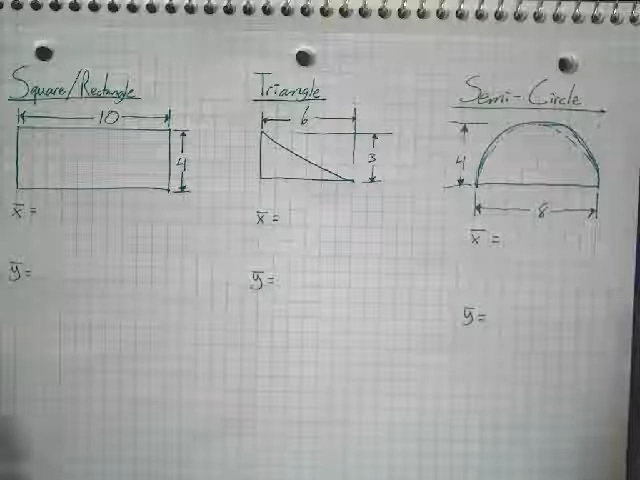 Square/Rectangle
10
4
x̄ =
ȳ =
Triangle
6
3
x̄ =
ȳ =
Semi-Circle
4
8
x̄ =
ȳ =